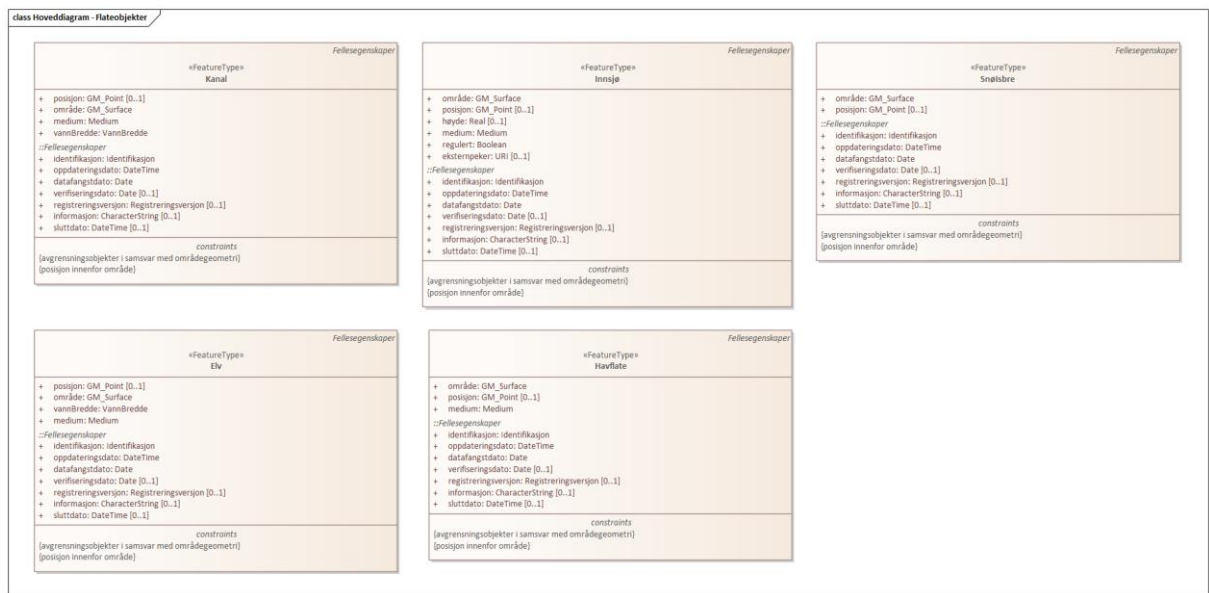 class Hoveddiagram - Flateobjekter
Fellesegenskaper
«FeatureType»
Kanal
+ posisjon: GM_Point [0..1]
+ område: GM_Surface
+ medium: Medium
+ vannBredde: VannBredde
::Fellesegenskaper
+ identifikasjon: Identifikasjon
+ oppdateringsdato: DateTime
+ datafangstdato: Date
+ verifiseringsdato: Date [0..1]
+ registreringsversjon: Registreringsversjon [0..1]
+ informasjon: CharacterString [0..1]
+ sluttdato: DateTime [0..1]
constraints
{avgrensningsobjekter i samsvar med områdegeometri}
{posisjon innenfor område}
Fellesegenskaper
«FeatureType»
Innsjø
+ område: GM_Surface
+ posisjon: GM_Point [0..1]
+ høyde: Real [0..1]
+ medium: Medium
+ regulert: Boolean
+ eksternpeker: URI [0..1]
::Fellesegenskaper
+ identifikasjon: Identifikasjon
+ oppdateringsdato: DateTime
+ datafangstdato: Date
+ verifiseringsdato: Date [0..1]
+ registreringsversjon: Registreringsversjon [0..1]
+ informasjon: CharacterString [0..1]
+ sluttdato: DateTime [0..1]
constraints
{avgrensningsobjekter i samsvar med områdegeometri}
{posisjon innenfor område}
Fellesegenskaper
«FeatureType»
SnøIsbre
+ område: GM_Surface
+ posisjon: GM_Point [0..1]
::Fellesegenskaper
+ identifikasjon: Identifikasjon
+ oppdateringsdato: DateTime
+ datafangstdato: Date
+ verifiseringsdato: Date [0..1]
+ registreringsversjon: Registreringsversjon [0..1]
+ informasjon: CharacterString [0..1]
+ sluttdato: DateTime [0..1]
constraints
{avgrensningsobjekter i samsvar med områdegeometri}
{posisjon innenfor område}
Fellesegenskaper
«FeatureType»
Elv
+ posisjon: GM_Point [0..1]
+ område: GM_Surface
+ vannBredde: VannBredde
+ medium: Medium
::Fellesegenskaper
+ identifikasjon: Identifikasjon
+ oppdateringsdato: DateTime
+ datafangstdato: Date
+ verifiseringsdato: Date [0..1]
+ registreringsversjon: Registreringsversjon [0..1]
+ informasjon: CharacterString [0..1]
+ sluttdato: DateTime [0..1]
constraints
{avgrensningsobjekter i samsvar med områdegeometri}
{posisjon innenfor område}
Fellesegenskaper
«FeatureType»
Havflate
+ område: GM_Surface
+ posisjon: GM_Point [0..1]
+ medium: Medium
::Fellesegenskaper
+ identifikasjon: Identifikasjon
+ oppdateringsdato: DateTime
+ datafangstdato: Date
+ verifiseringsdato: Date [0..1]
+ registreringsversjon: Registreringsversjon [0..1]
+ informasjon: CharacterString [0..1]
+ sluttdato: DateTime [0..1]
constraints
{avgrensningsobjekter i samsvar med områdegeometri}
{posisjon innenfor område}